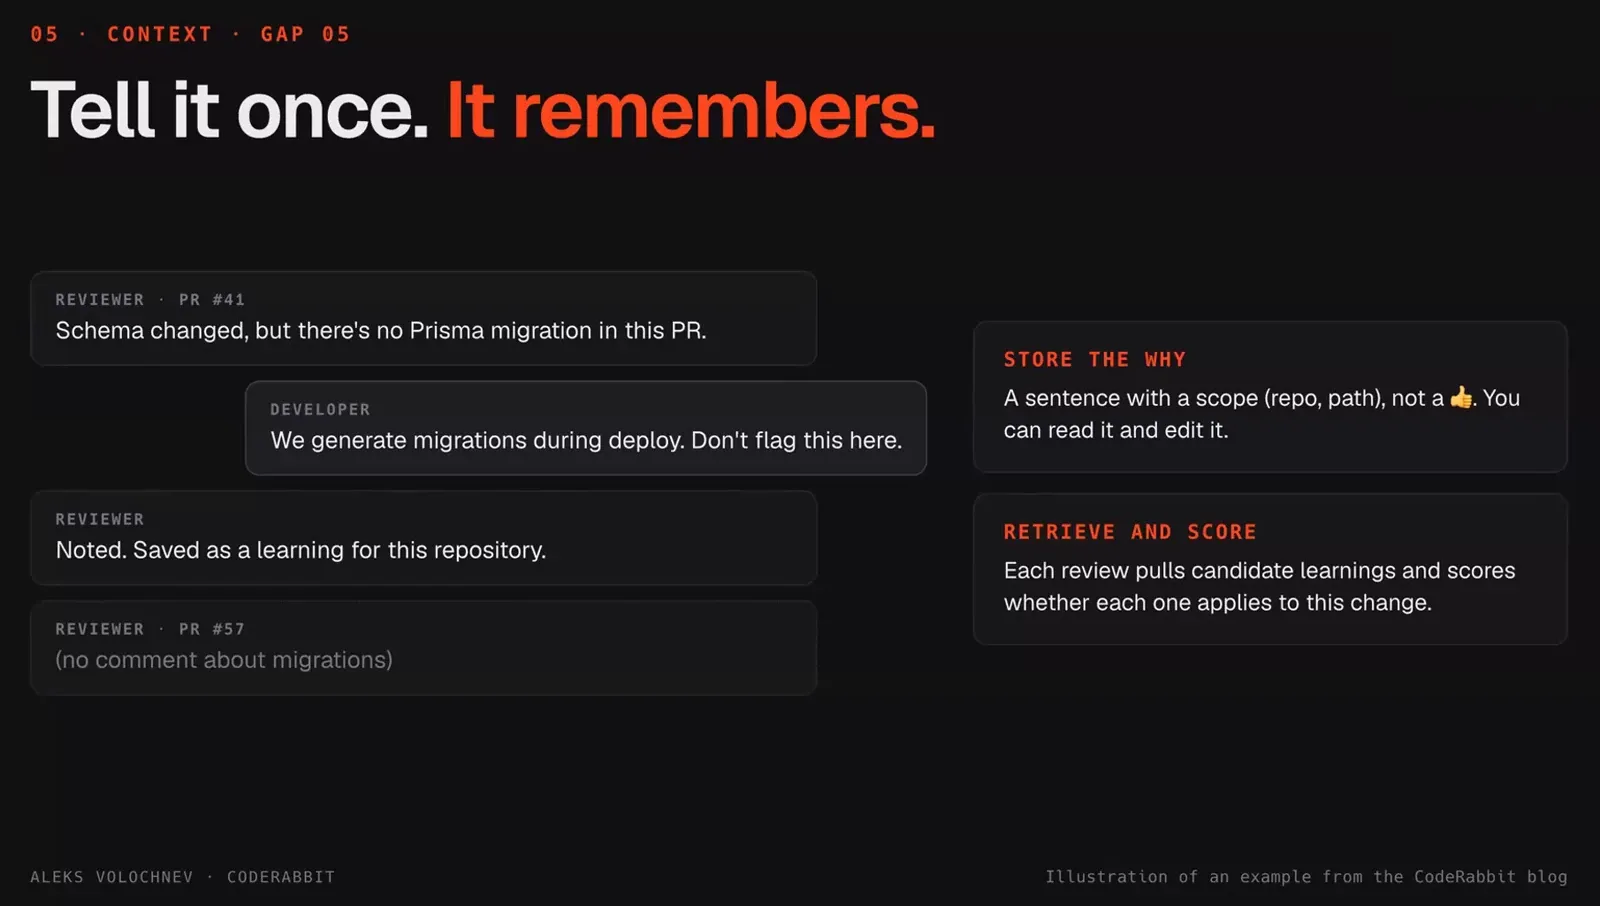 05 · CONTEXT · GAP 05
Tell it once. It remembers.
REVIEWER · PR #41
Schema changed, but there's no Prisma migration in this PR.
DEVELOPER
We generate migrations during deploy. Don't flag this here.
REVIEWER
Noted. Saved as a learning for this repository.
REVIEWER · PR #57
(no comment about migrations)
STORE THE WHY
A sentence with a scope (repo, path), not a 👍. You
can read it and edit it.
RETRIEVE AND SCORE
Each review pulls candidate learnings and scores
whether each one applies to this change.
ALEKS VOLOCHNEV · CODERABBIT
Illustration of an example from the CodeRabbit blog